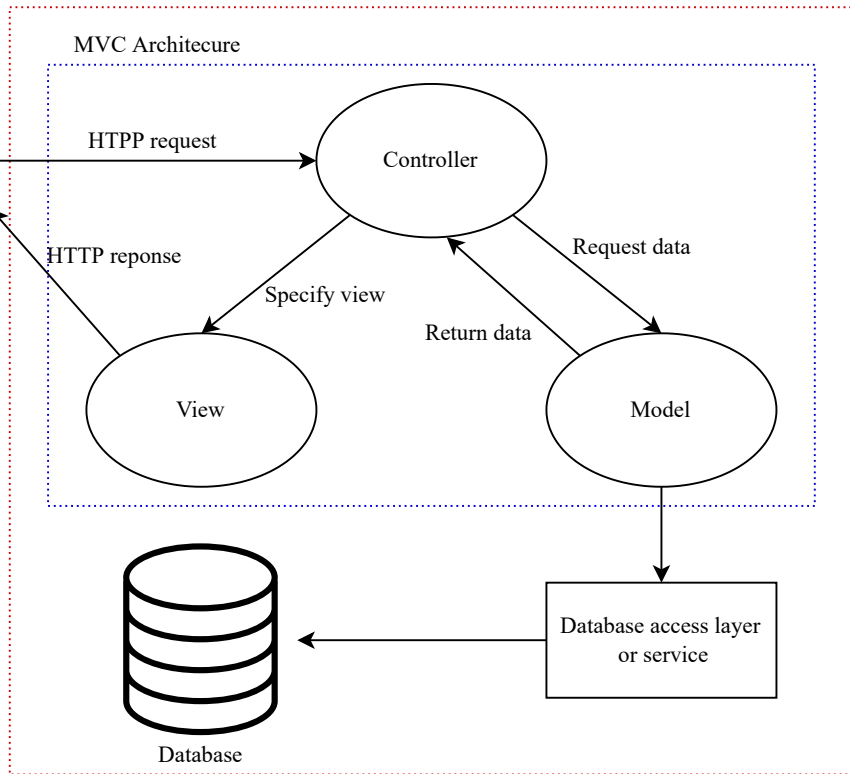 MVC Architecure
HTPP request
Controller
HTTP reponse
Request data
Specify view
Return data
View
Model
Database access layer
or service
Database